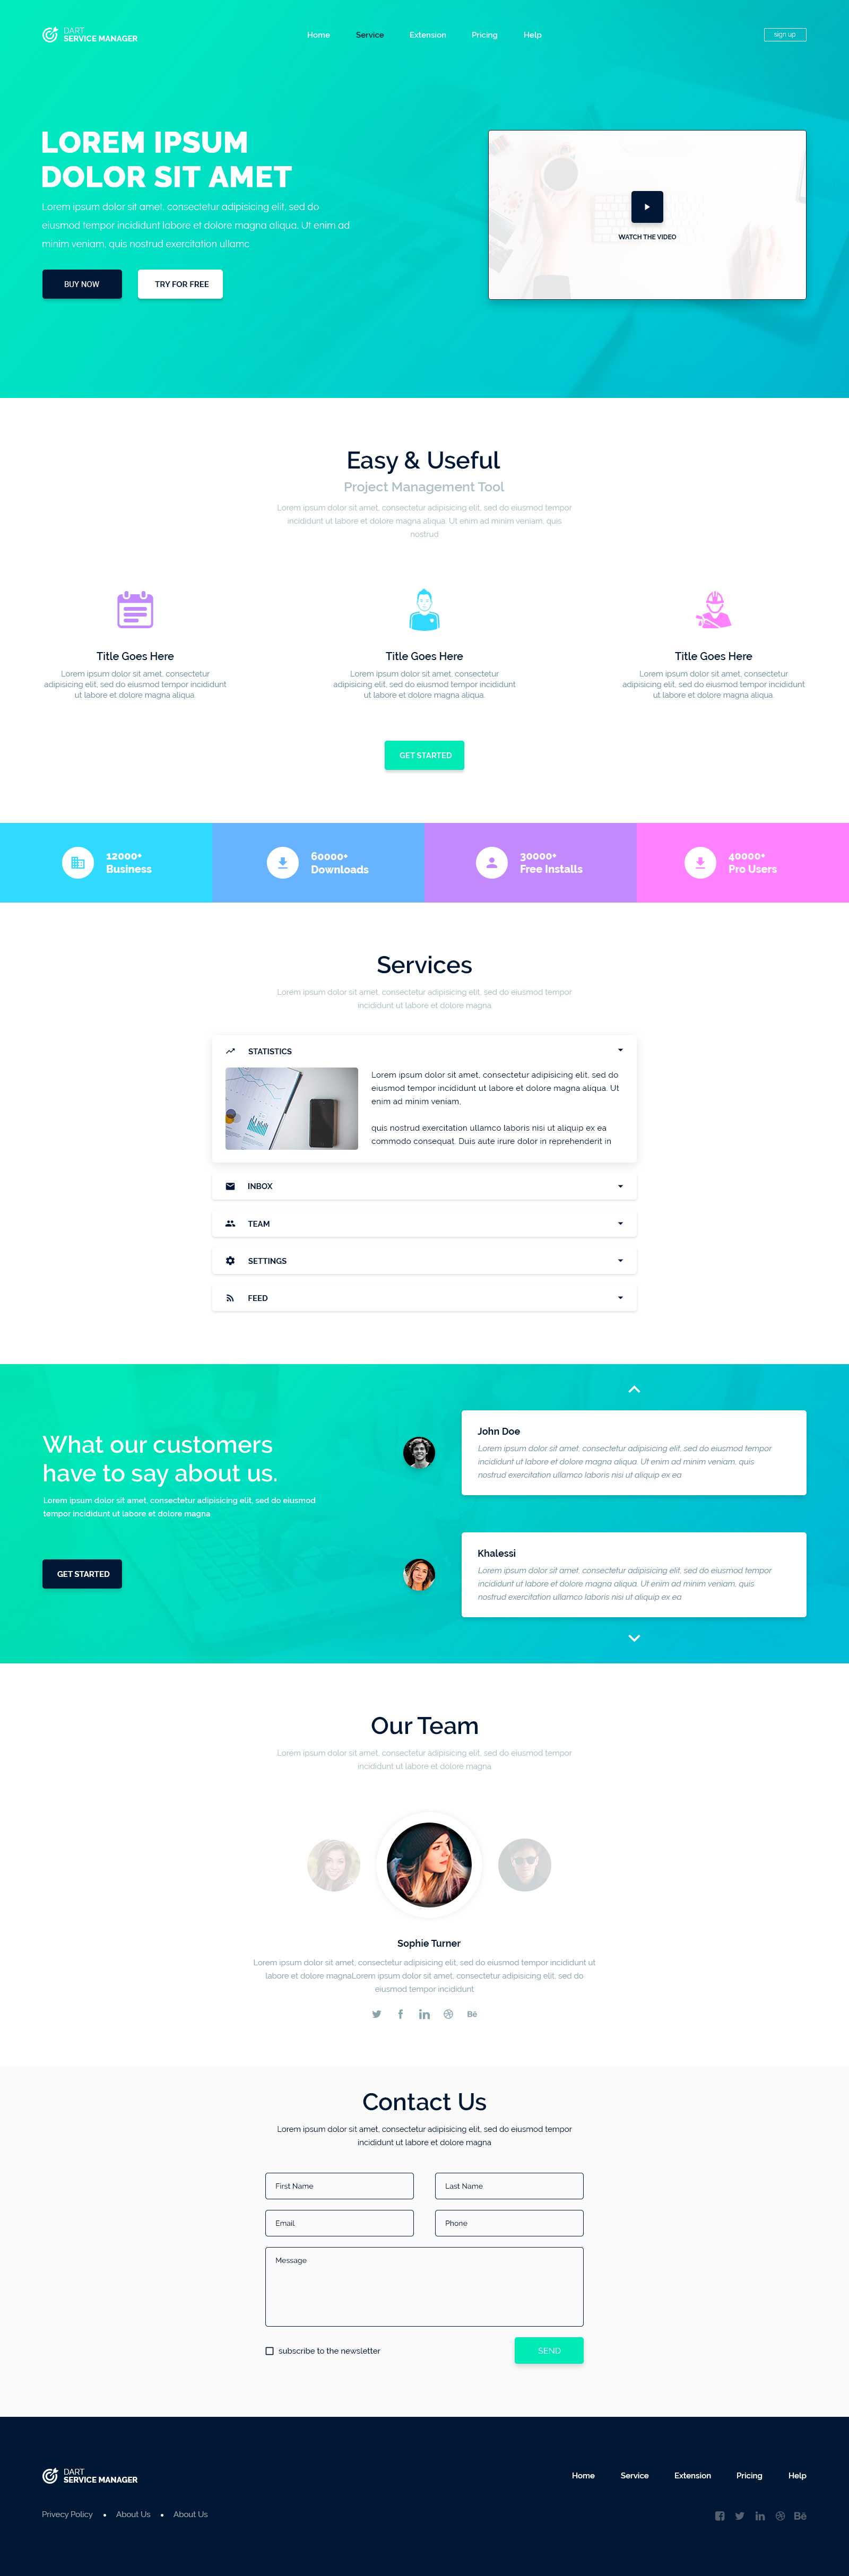 DART
SERVICE MANAGER
Home
Service
Extension
Pricing
Help
sign up
LOREM IPSUM
DOLOR SIT AMET
Lorem ipsum dolor sit amet, consectetur adipisicing elit, sed do
eiusmod tempor incididunt labore et dolore magna aliqua. Ut enim ad
minim veniam, quis nostrud exercitation ullamc
BUY NOW
TRY FOR FREE
WATCH THE VIDEO
Easy & Useful
Project Management Tool
Lorem ipsum dolor sit amet, consectetur adipisicing elit, sed do eiusmod tempor
incididunt ut labore et dolore magna aliqua. Ut enim ad minim veniam, quis
nostrud
Title Goes Here
Lorem ipsum dolor sit amet, consectetur
adipisicing elit, sed do eiusmod tempor incididunt
ut labore et dolore magna aliqua.
Title Goes Here
Lorem ipsum dolor sit amet, consectetur
adipisicing elit, sed do eiusmod tempor incididunt
ut labore et dolore magna aliqua.
Title Goes Here
Lorem ipsum dolor sit amet, consectetur
adipisicing elit, sed do eiusmod tempor incididunt
ut labore et dolore magna aliqua.
GET STARTED
12000+
Business
60000+
Downloads
30000+
Free Installs
40000+
Pro Users
Services
Lorem ipsum dolor sit amet, consectetur adipisicing elit, sed do eiusmod tempor
incididunt ut labore et dolore magna
STATISTICS
Lorem ipsum dolor sit amet, consectetur adipisicing elit, sed do
eiusmod tempor incididunt ut labore et dolore magna aliqua. Ut
enim ad minim veniam,
quis nostrud exercitation ullamco laboris nisi ut aliquip ex ea
commodo consequat. Duis aute irure dolor in reprehenderit in
INBOX
TEAM
SETTINGS
FEED
What our customers
have to say about us.
Lorem ipsum dolor sit amet, consectetur adipisicing elit, sed do eiusmod
tempor incididunt ut labore et dolore magna
GET STARTED
John Doe
Lorem ipsum dolor sit amet, consectetur adipisicing elit, sed do eiusmod tempor
incididunt ut labore et dolore magna aliqua. Ut enim ad minim veniam, quis
nostrud exercitation ullamco laboris nisi ut aliquip ex ea
Khalessi
Lorem ipsum dolor sit amet, consectetur adipisicing elit, sed do eiusmod tempor
incididunt ut labore et dolore magna aliqua. Ut enim ad minim veniam, quis
nostrud exercitation ullamco laboris nisi ut aliquip ex ea
Our Team
Lorem ipsum dolor sit amet, consectetur adipisicing elit, sed do eiusmod tempor
incididunt ut labore et dolore magna
Sophie Turner
Lorem ipsum dolor sit amet, consectetur adipisicing elit, sed do eiusmod tempor incididunt ut
labore et dolore magnaLorem ipsum dolor sit amet, consectetur adipisicing elit, sed do
eiusmod tempor incididunt
Contact Us
Lorem ipsum dolor sit amet, consectetur adipisicing elit, sed do eiusmod tempor
incididunt ut labore et dolore magna
First Name
Last Name
Email
Phone
Message
subscribe to the newsletter
SEND
DART
SERVICE MANAGER
Home
Service
Extension
Pricing
Help
Privecy Policy
About Us
About Us